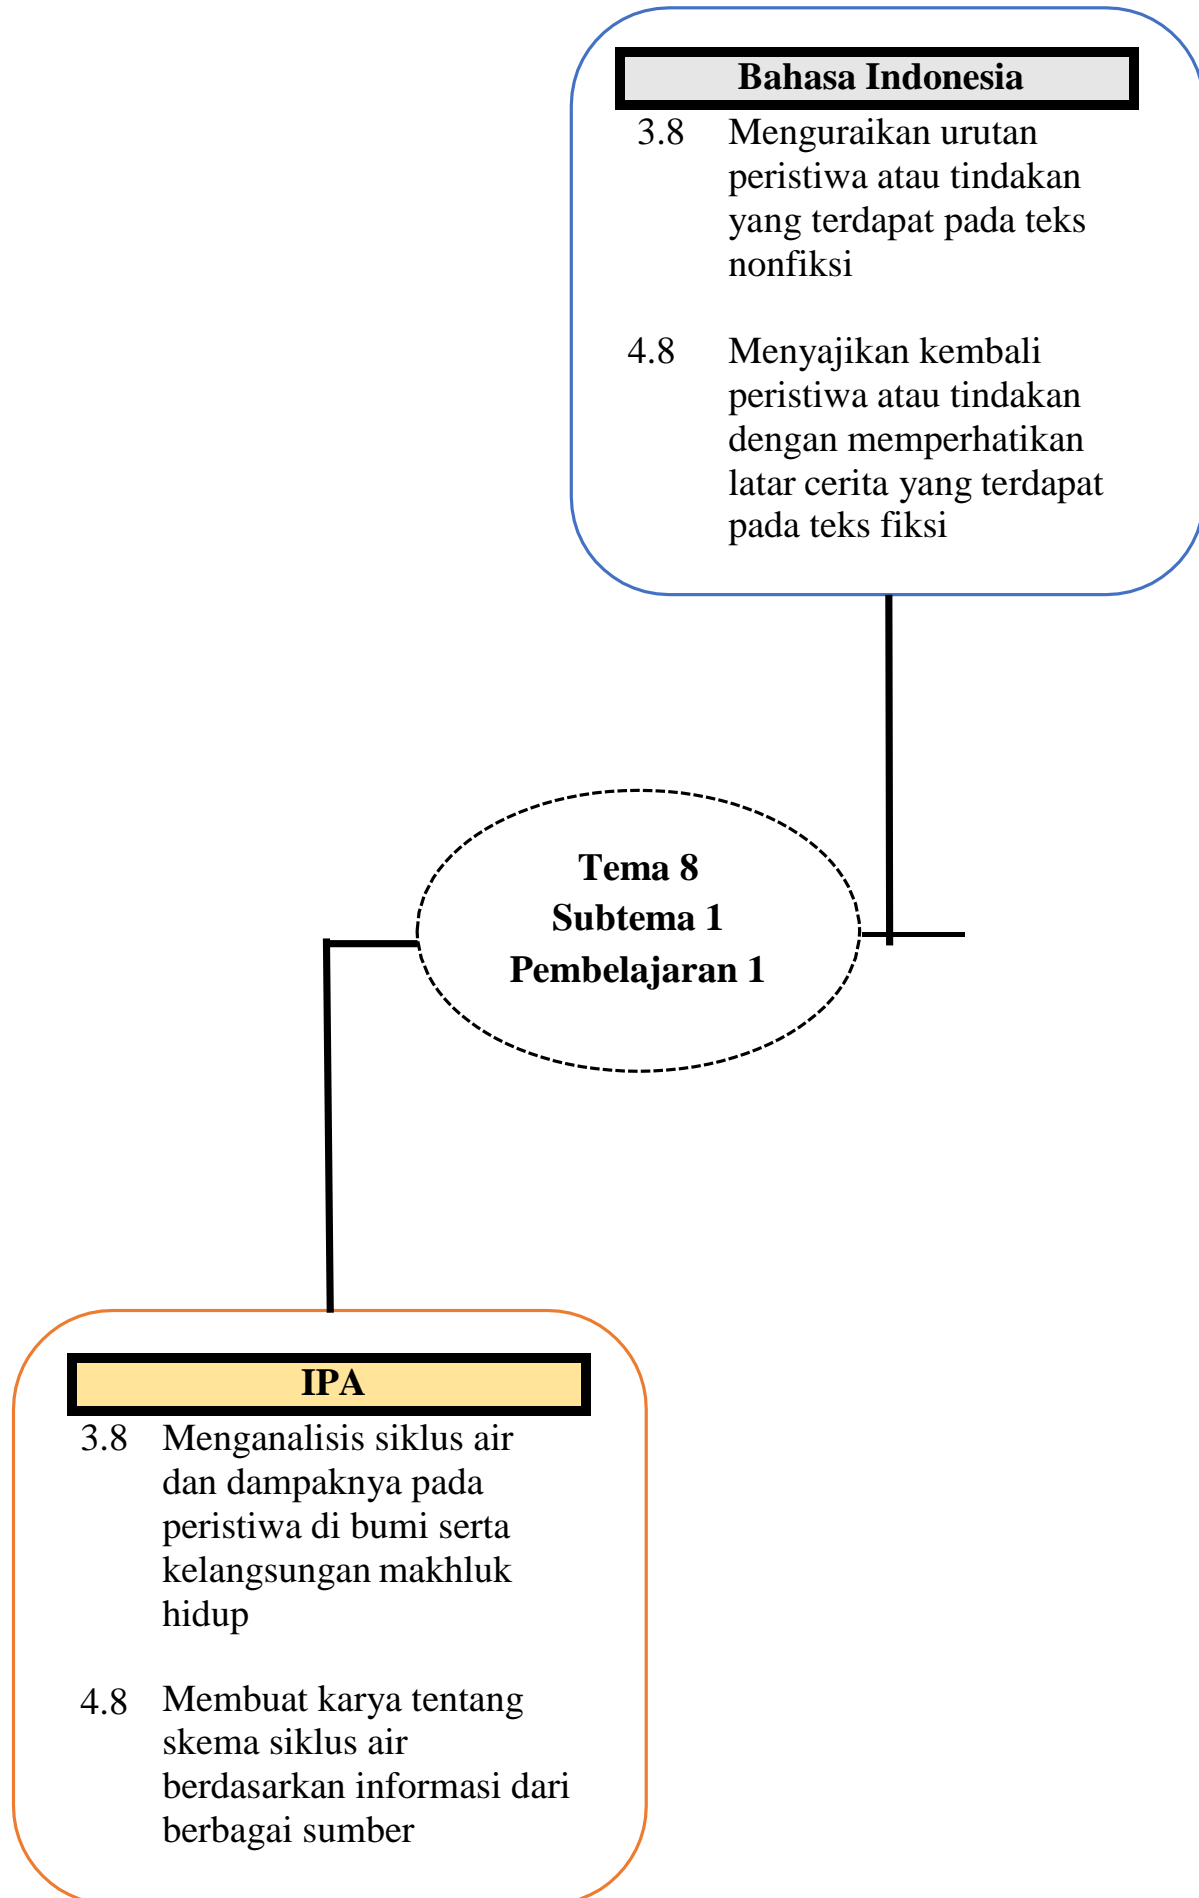 Bahasa Indonesia
3.8 Menguraikan urutan
peristiwa atau tindakan
yang terdapat pada teks
nonfiksi
4.8 Menyajikan kembali
peristiwa atau tindakan
dengan memperhatikan
latar cerita yang terdapat
pada teks fiksi
Tema 8
Subtema 1
Pembelajaran 1
IPA
3.8 Menganalisis siklus air
dan dampaknya pada
peristiwa di bumi serta
kelangsungan makhluk
hidup
4.8 Membuat karya tentang
skema siklus air
berdasarkan informasi dari
berbagai sumber